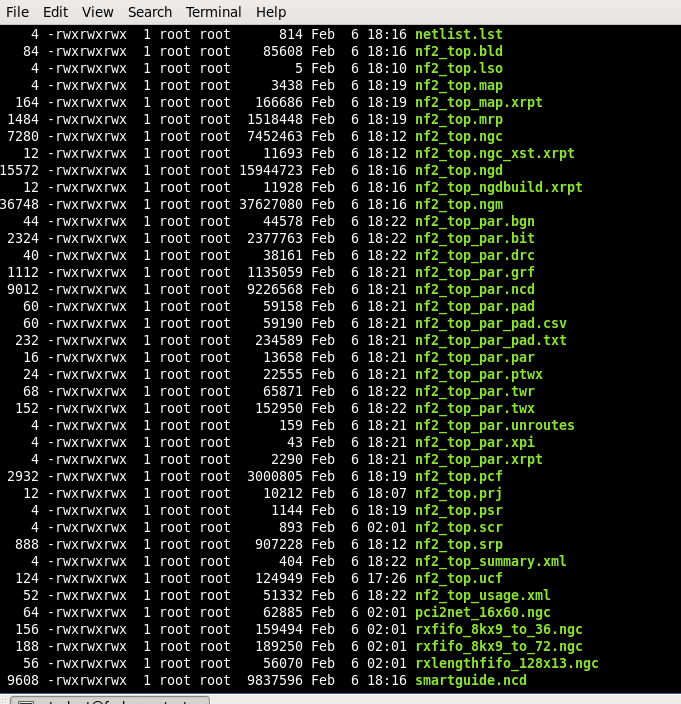 File Edit View Search Terminal Help
4 -rwxrwxrwx 1 root root 814 Feb 6 18:16 netlist.lst
84 -rwxrwxrwx 1 root root 85608 Feb 6 18:16 nf2_top.bld
4 -rwxrwxrwx 1 root root 5 Feb 6 18:10 nf2_top.lso
4 -rwxrwxrwx 1 root root 3438 Feb 6 18:19 nf2_top.map
164 -rwxrwxrwx 1 root root 166686 Feb 6 18:19 nf2_top_map.xrpt
1484 -rwxrwxrwx 1 root root 1518448 Feb 6 18:19 nf2_top.mrp
7280 -rwxrwxrwx 1 root root 7452463 Feb 6 18:12 nf2_top.ngc
12 -rwxrwxrwx 1 root root 11693 Feb 6 18:12 nf2_top.ngc_xst.xrpt
15572 -rwxrwxrwx 1 root root 15944723 Feb 6 18:16 nf2_top.ngd
12 -rwxrwxrwx 1 root root 11928 Feb 6 18:16 nf2_top_ngdbuild.xrpt
36748 -rwxrwxrwx 1 root root 37627080 Feb 6 18:16 nf2_top.ngm
44 -rwxrwxrwx 1 root root 44578 Feb 6 18:22 nf2_top_par.bgn
2324 -rwxrwxrwx 1 root root 2377763 Feb 6 18:22 nf2_top_par.bit
40 -rwxrwxrwx 1 root root 38161 Feb 6 18:22 nf2_top_par.drc
1112 -rwxrwxrwx 1 root root 1135059 Feb 6 18:21 nf2_top_par.grf
9012 -rwxrwxrwx 1 root root 9226568 Feb 6 18:21 nf2_top_par.ncd
60 -rwxrwxrwx 1 root root 59158 Feb 6 18:21 nf2_top_par.pad
60 -rwxrwxrwx 1 root root 59190 Feb 6 18:21 nf2_top_par_pad.csv
232 -rwxrwxrwx 1 root root 234589 Feb 6 18:21 nf2_top_par_pad.txt
16 -rwxrwxrwx 1 root root 13658 Feb 6 18:21 nf2_top_par.par
24 -rwxrwxrwx 1 root root 22555 Feb 6 18:21 nf2_top_par.ptwx
68 -rwxrwxrwx 1 root root 65871 Feb 6 18:22 nf2_top_par.twr
152 -rwxrwxrwx 1 root root 152950 Feb 6 18:22 nf2_top_par.twx
4 -rwxrwxrwx 1 root root 159 Feb 6 18:21 nf2_top_par.unroutes
4 -rwxrwxrwx 1 root root 43 Feb 6 18:21 nf2_top_par.xpi
4 -rwxrwxrwx 1 root root 2290 Feb 6 18:21 nf2_top_par.xrpt
2932 -rwxrwxrwx 1 root root 3000805 Feb 6 18:19 nf2_top.pcf
12 -rwxrwxrwx 1 root root 10212 Feb 6 18:07 nf2_top.prj
4 -rwxrwxrwx 1 root root 1144 Feb 6 18:19 nf2_top.psr
4 -rwxrwxrwx 1 root root 893 Feb 6 02:01 nf2_top.scr
888 -rwxrwxrwx 1 root root 907228 Feb 6 18:12 nf2_top.srp
4 -rwxrwxrwx 1 root root 404 Feb 6 18:22 nf2_top_summary.xml
124 -rwxrwxrwx 1 root root 124949 Feb 6 17:26 nf2_top.ucf
52 -rwxrwxrwx 1 root root 51332 Feb 6 18:22 nf2_top_usage.xml
64 -rwxrwxrwx 1 root root 62885 Feb 6 02:01 pci2net_16x60.ngc
156 -rwxrwxrwx 1 root root 159494 Feb 6 02:01 rxfifo_8kx9_to_36.ngc
188 -rwxrwxrwx 1 root root 189250 Feb 6 02:01 rxfifo_8kx9_to_72.ngc
56 -rwxrwxrwx 1 root root 56070 Feb 6 02:01 rxlengthfifo_128x13.ngc
9608 -rwxrwxrwx 1 root root 9837596 Feb 6 18:16 smartguide.ncd